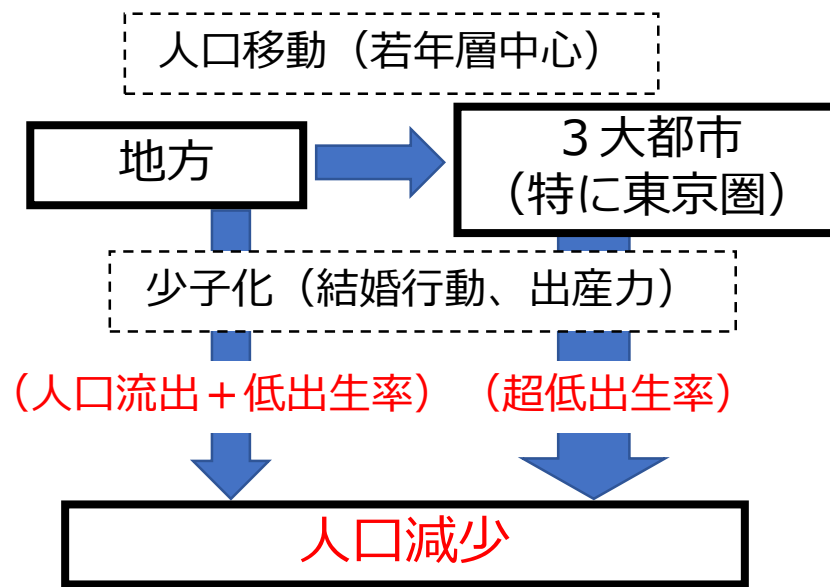 人口移動（若年層中心）
地方
３大都市
（特に東京圏）
少子化（結婚行動、出産力）
（人口流出＋低出生率）
（超低出生率）
人口減少